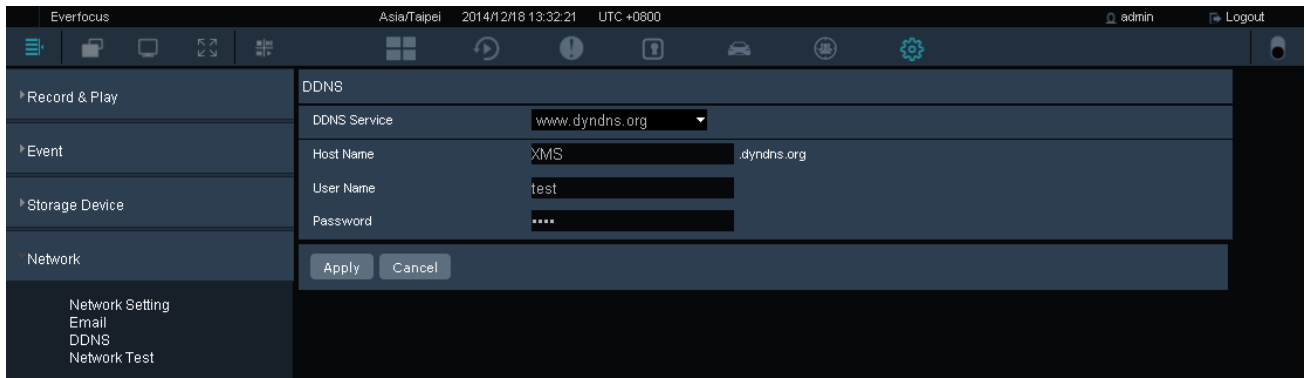 Everfocus Asia/Taipei 2014/12/18 13:32:21 UTC +0800 admin Logout
Record & Play
Event
Storage Device
Network
Network Setting
Email
DDNS
Network Test
DDNS
DDNS Service www.dyndns.org
Host Name XMS .dyndns.org
User Name test
Password ••••
Apply Cancel